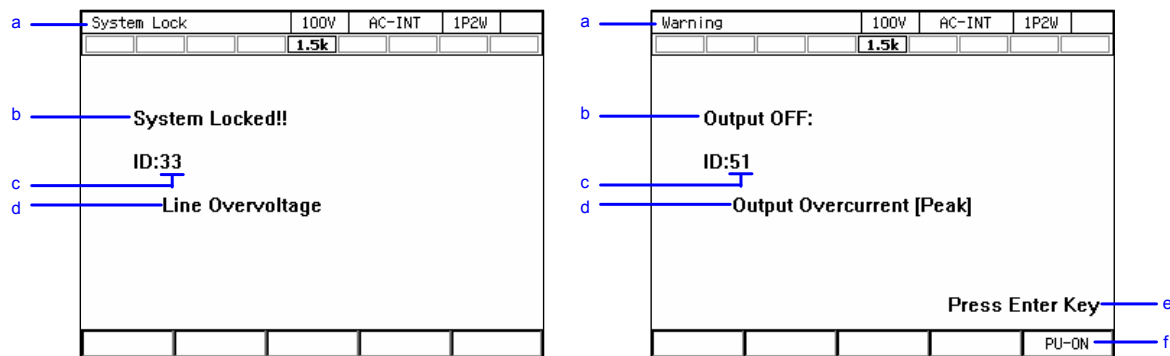 a
System Lock
100V
AC-INT
1P2W
1.5k
b
System Locked!!
ID:33
c
d
Line Overvoltage
a
Warning
100V
AC-INT
1P2W
1.5k
b
Output OFF:
ID:51
c
d
Output Overcurrent [Peak]
Press Enter Key
e
PU-ON
f